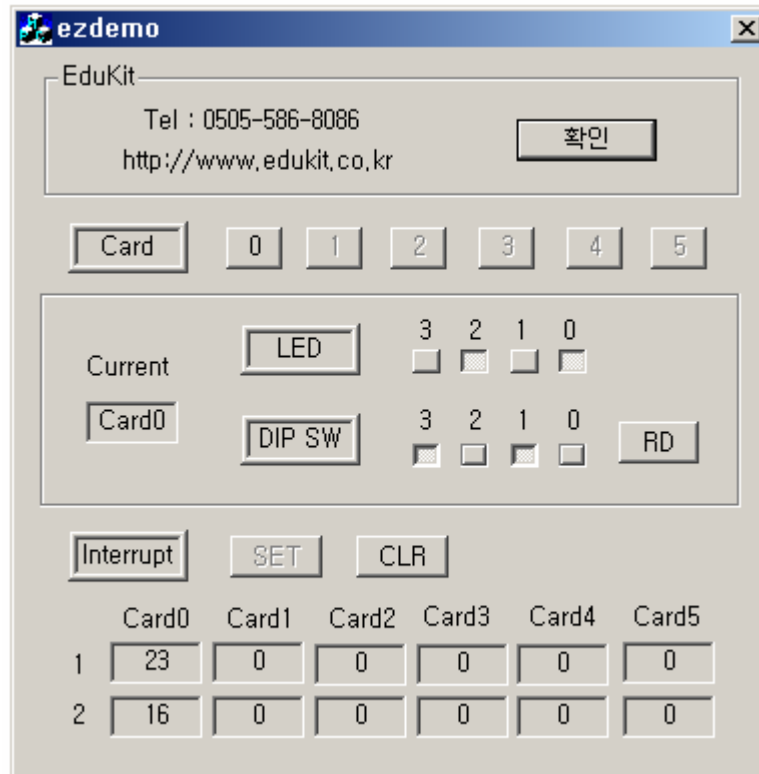 ezdemo
EduKit
Tel : 0505-586-8086
http://www.edukit.co.kr
확인
Card 0 1 2 3 4 5
3 2 1 0
LED
Current
Card0
3 2 1 0
DIP SW
RD
Interrupt SET CLR
Card0 Card1 Card2 Card3 Card4 Card5
1 23 0 0 0 0 0
2 16 0 0 0 0 0